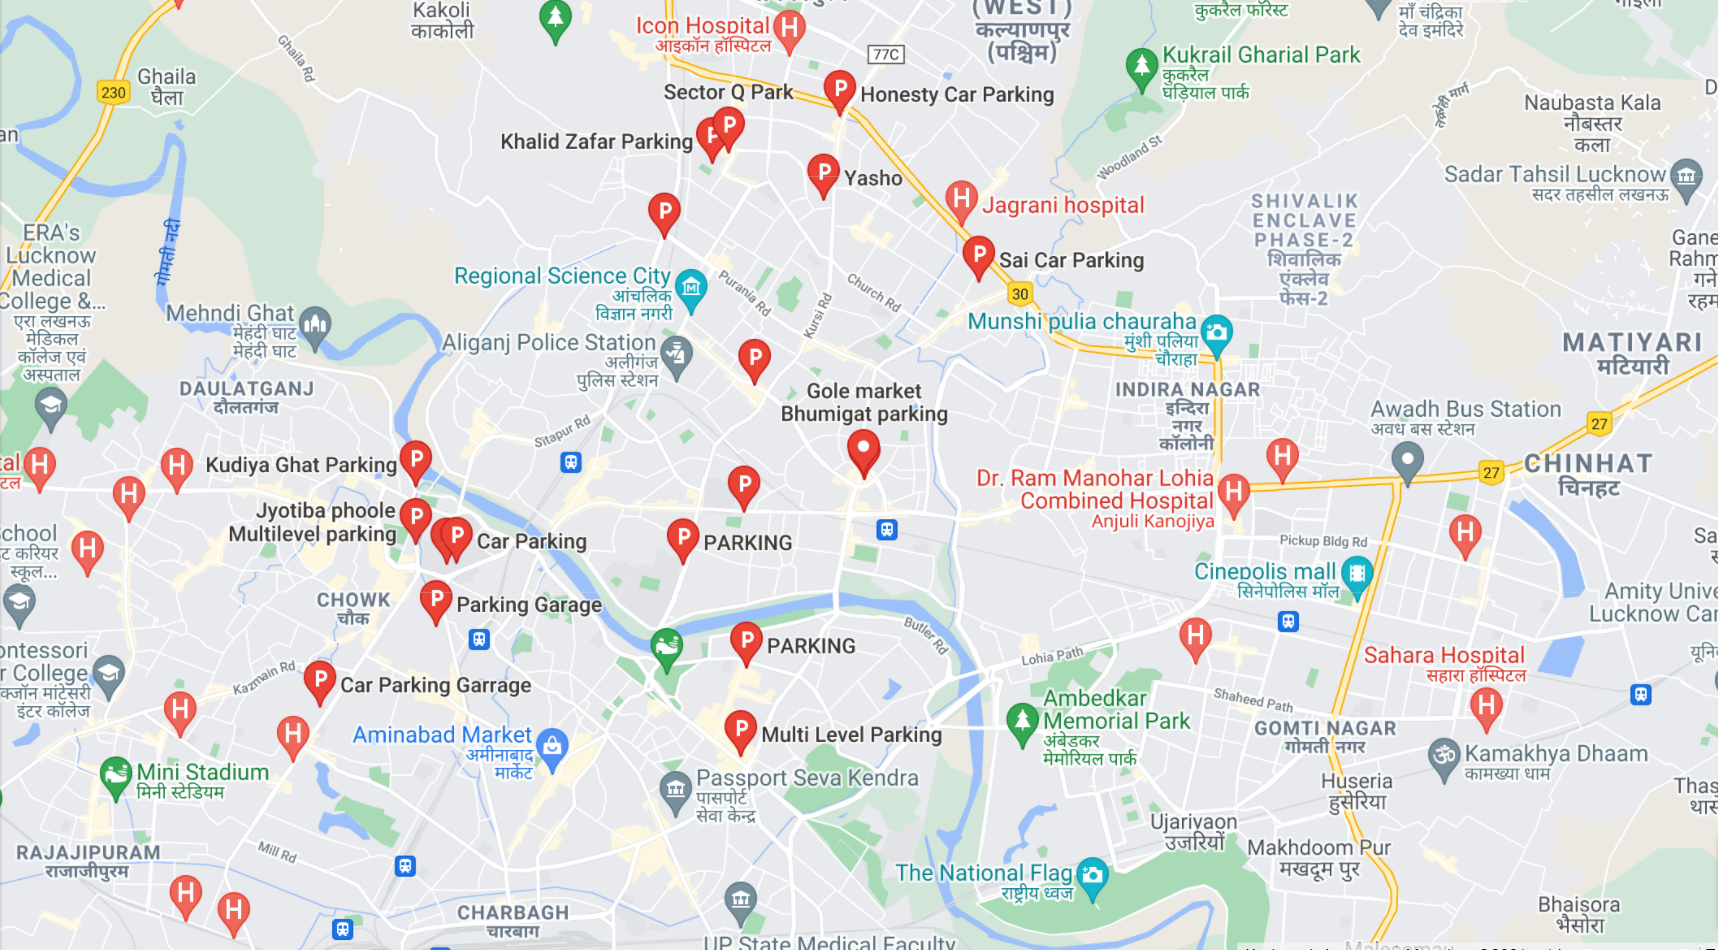 Kakoli
काकोली
Icon Hospital
आइकॉन हॉस्पिटल
77C
(WEST)
कल्याणपुर
(पश्चिम)
कुकरैल फॉरेस्ट
माँ चंद्रिका
देव इमंदिरे
Ghaila Rd
Ghaila
घैला
230
Sector Q Park
Honesty Car Parking
Kukrail Gharial Park
कुकरैल
घड़ियाल पार्क
Naubasta Kala
नौबस्तर
कला
Khalid Zafar Parking
Yasho
Woodland St
Sadar Tahsil Lucknow
सदर तहसील लखनऊ
Jagrani hospital
SHIVALIK
ENCLAVE
PHASE-2
शिवालिक
एंक्लेव
फेस-2
गोमती नदी
ERA's
Lucknow
Medical
College &...
एरा लखनऊ
मेडिकल
कॉलेज एवं
अस्पताल
Sai Car Parking
30
Regional Science City
आंचलिक
विज्ञान नगरी
Purania Rd
Church Rd
Kursi Rd
Mehndi Ghat
मेहंदी घाट
मेहंदी घाट
Aliganj Police Station
अलीगंज
पुलिस स्टेशन
Munshi pulia chauraha
मुंशी पुलिया
चौराहा
MATIYARI
मटियारी
DAULATGANJ
दौलतगंज
Gole market
Bhumigat parking
INDIRA NAGAR
इन्दिरा
नगर
कॉलोनी
Awadh Bus Station
अवध बस स्टेशन
27
Sitapur Rd
Kudiya Ghat Parking
Dr. Ram Manohar Lohia
Combined Hospital
Anjuli Kanojiya
27
CHINHAT
चिनहट
Jyotiba phoole
Multilevel parking
Car Parking
PARKING
Pickup Bldg Rd
Cinepolis mall
सिनेपोलिस मॉल
CHOWK
चौक
Parking Garage
PARKING
Butler Rd
Lohia Path
Shaheed Path
Sahara Hospital
सहारा हॉस्पिटल
Kazmain Rd
Car Parking Garrage
Ambedkar
Memorial Park
अंबेडकर
मेमोरियल पार्क
GOMTI NAGAR
गोमती नगर
Aminabad Market
अमीनाबाद
मार्केट
Multi Level Parking
Kamakhya Dhaam
कामख्या धाम
Mini Stadium
मिनी स्टेडियम
Passport Seva Kendra
पासपोर्ट
सेवा केन्द्र
Huseria
हुसेरिया
Ujarivaon
उजरियों
Makhdoom Pur
मखदूम पुर
RAJAJIPURAM
राजाजीपुरम
Mill Rd
The National Flag
राष्ट्रीय ध्वज
CHARBAGH
चारबाग
Bhaisora
भैसोरा
UP State Medical Faculty